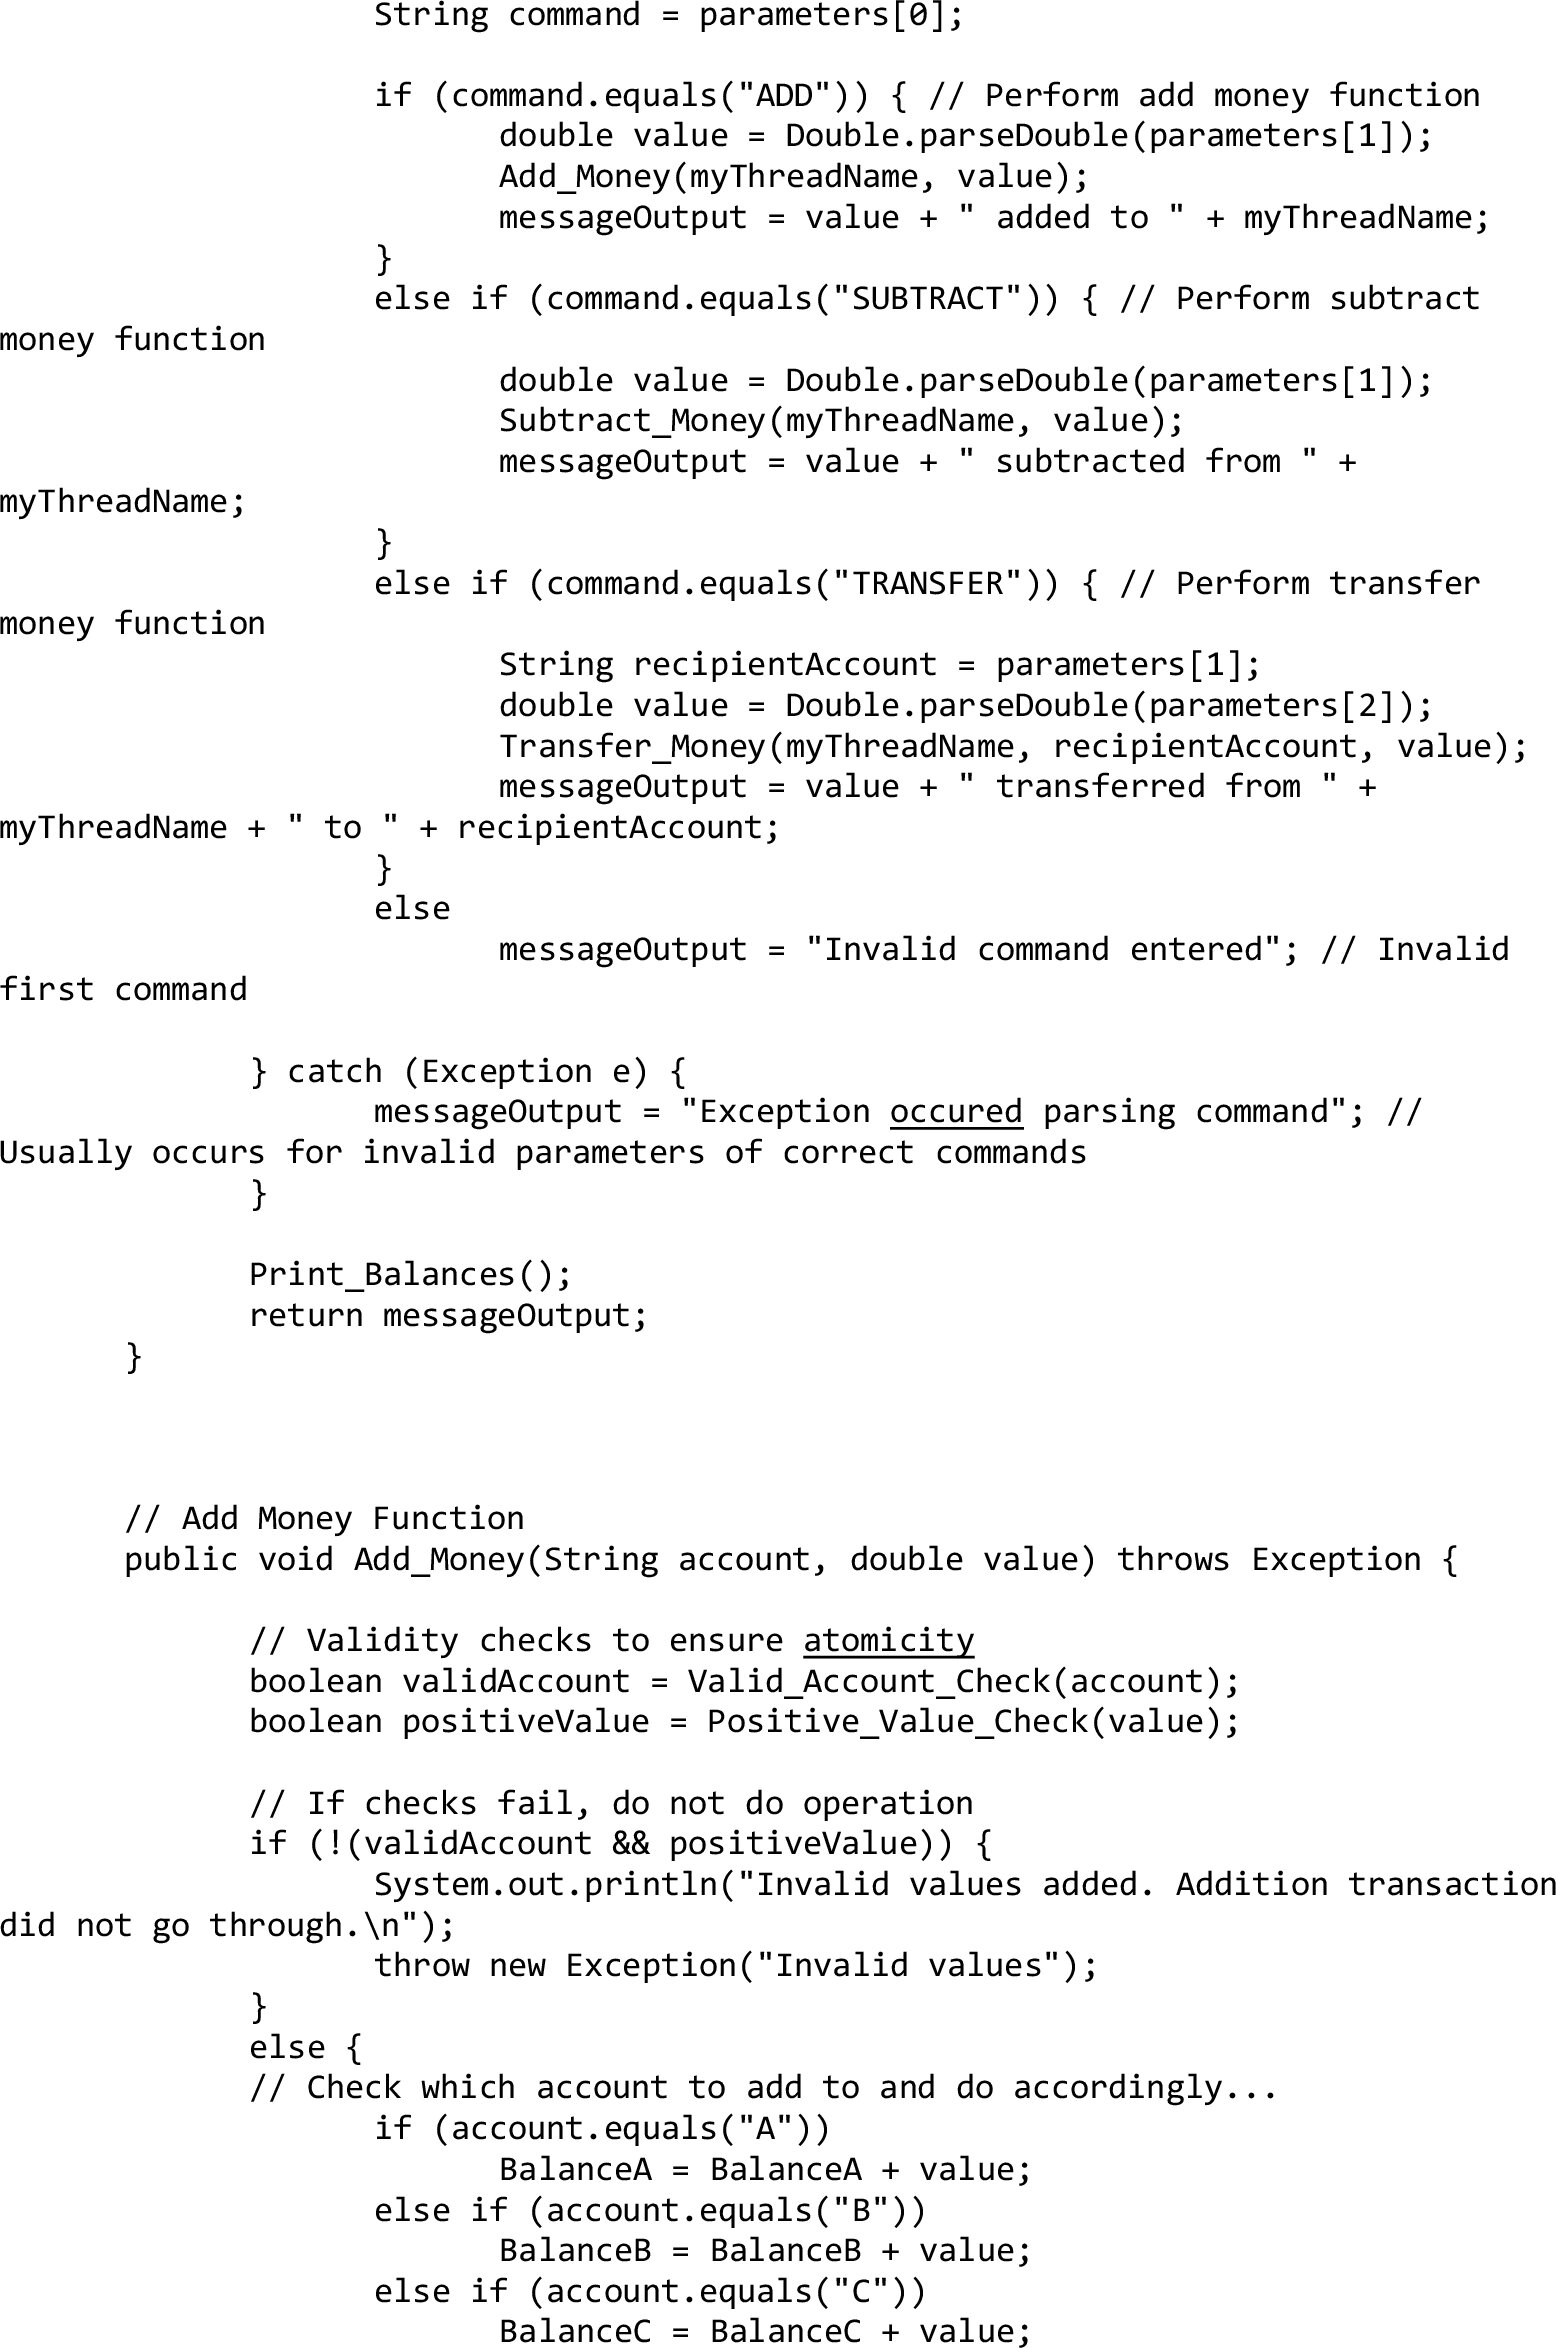 String command = parameters[0];
if (command.equals("ADD")) { // Perform add money function
double value = Double.parseDouble(parameters[1]);
Add_Money(myThreadName, value);
messageOutput = value + " added to " + myThreadName;
}
else if (command.equals("SUBTRACT")) { // Perform subtract
money function
double value = Double.parseDouble(parameters[1]);
Subtract_Money(myThreadName, value);
messageOutput = value + " subtracted from " +
myThreadName;
}
else if (command.equals("TRANSFER")) { // Perform transfer
money function
String recipientAccount = parameters[1];
double value = Double.parseDouble(parameters[2]);
Transfer_Money(myThreadName, recipientAccount, value);
messageOutput = value + " transferred from " +
myThreadName + " to " + recipientAccount;
}
else
messageOutput = "Invalid command entered"; // Invalid
first command
} catch (Exception e) {
messageOutput = "Exception occured parsing command"; //
Usually occurs for invalid parameters of correct commands
}
Print_Balances();
return messageOutput;
}
// Add Money Function
public void Add_Money(String account, double value) throws Exception {
// Validity checks to ensure atomicity
boolean validAccount = Valid_Account_Check(account);
boolean positiveValue = Positive_Value_Check(value);
// If checks fail, do not do operation
if (!(validAccount && positiveValue)) {
System.out.println("Invalid values added. Addition transaction
did not go through.\n");
throw new Exception("Invalid values");
}
else {
// Check which account to add to and do accordingly...
if (account.equals("A"))
BalanceA = BalanceA + value;
else if (account.equals("B"))
BalanceB = BalanceB + value;
else if (account.equals("C"))
BalanceC = BalanceC + value;